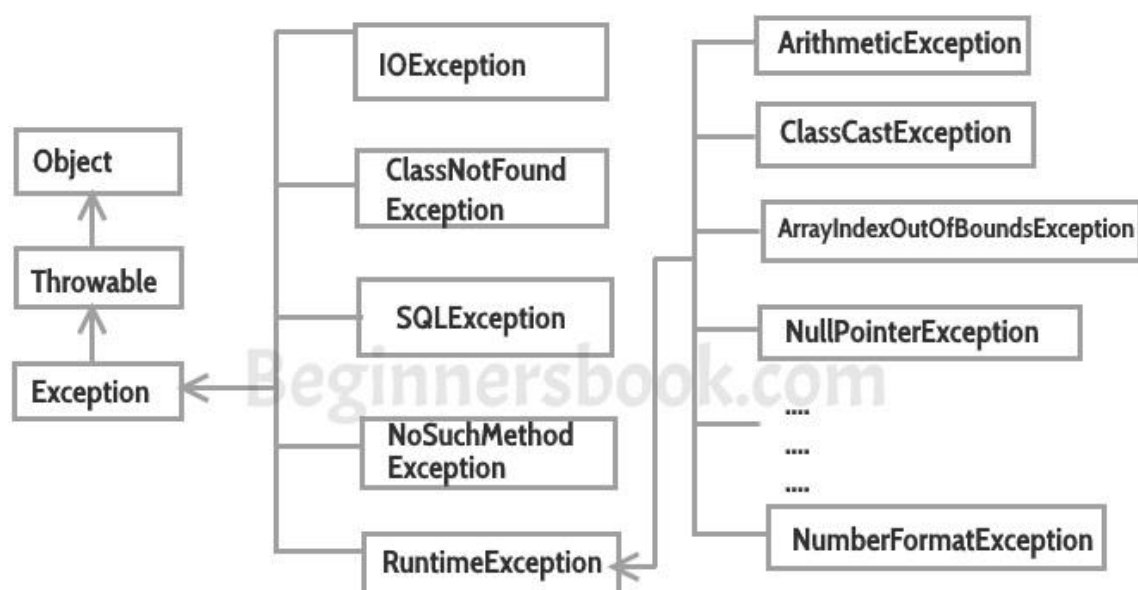 Object
Throwable
Exception
IOException
ClassNotFound
Exception
SQLException
NoSuchMethod
Exception
RuntimeException
ArithmeticException
ClassCastException
ArrayIndexOutOfBoundsException
NullPointerException
....
....
....
NumberFormatException
Beginnersbook.com